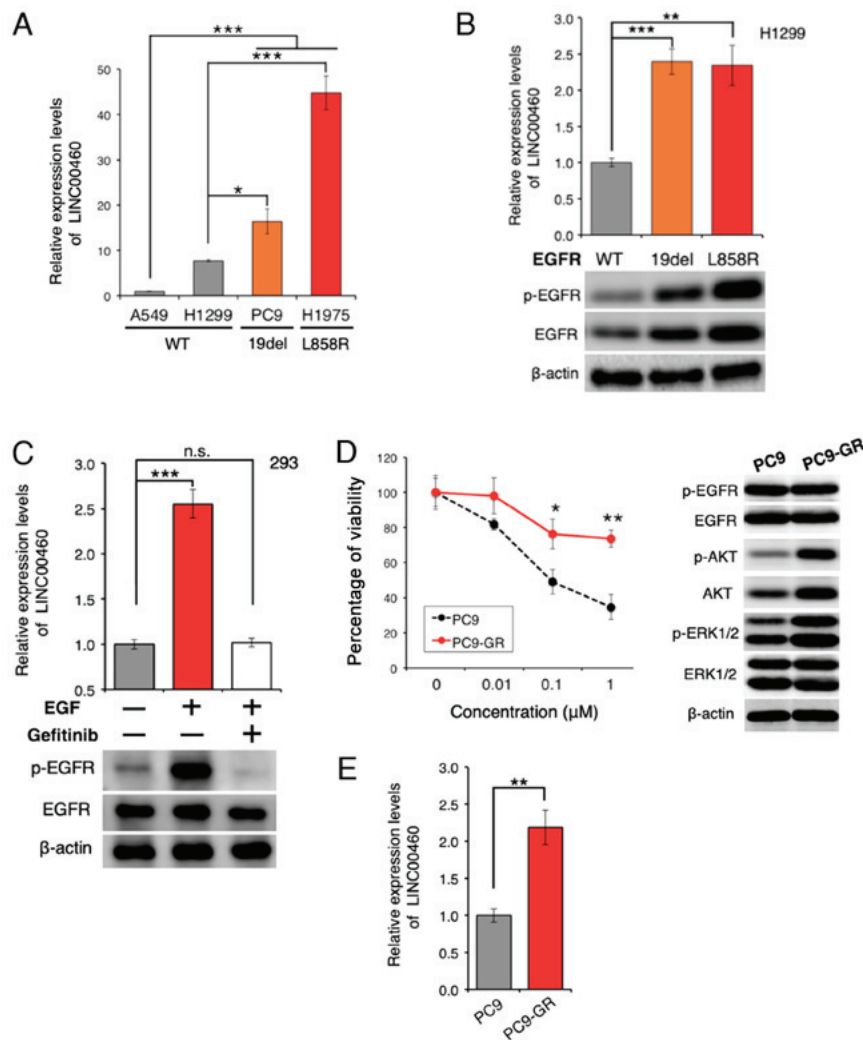 A
***
***
*
Relative expression levels
of LINC00460
50
40
30
20
10
0
A549 H1299 PC9 H1975
WT 19del L858R
B
**
***
H1299
Relative expression levels
of LINC00460
3.0
2.5
2.0
1.5
1.0
0.5
0.0
EGFR WT 19del L858R
p-EGFR
EGFR
β-actin
C
n.s.
293
***
Relative expression levels
of LINC00460
3.0
2.5
2.0
1.5
1.0
0.5
EGF — + +
Gefitinib — — +
p-EGFR
EGFR
β-actin
D
Percentage of viability
120
100
80
60
40
20
0
*
**
PC9
PC9-GR
0 0.01 0.1 1
Concentration (μM)
PC9 PC9-GR
p-EGFR
EGFR
p-AKT
AKT
p-ERK1/2
ERK1/2
β-actin
E
**
Relative expression levels
of LINC00460
3.0
2.5
2.0
1.5
1.0
0.5
0.0
PC9 PC9-GR